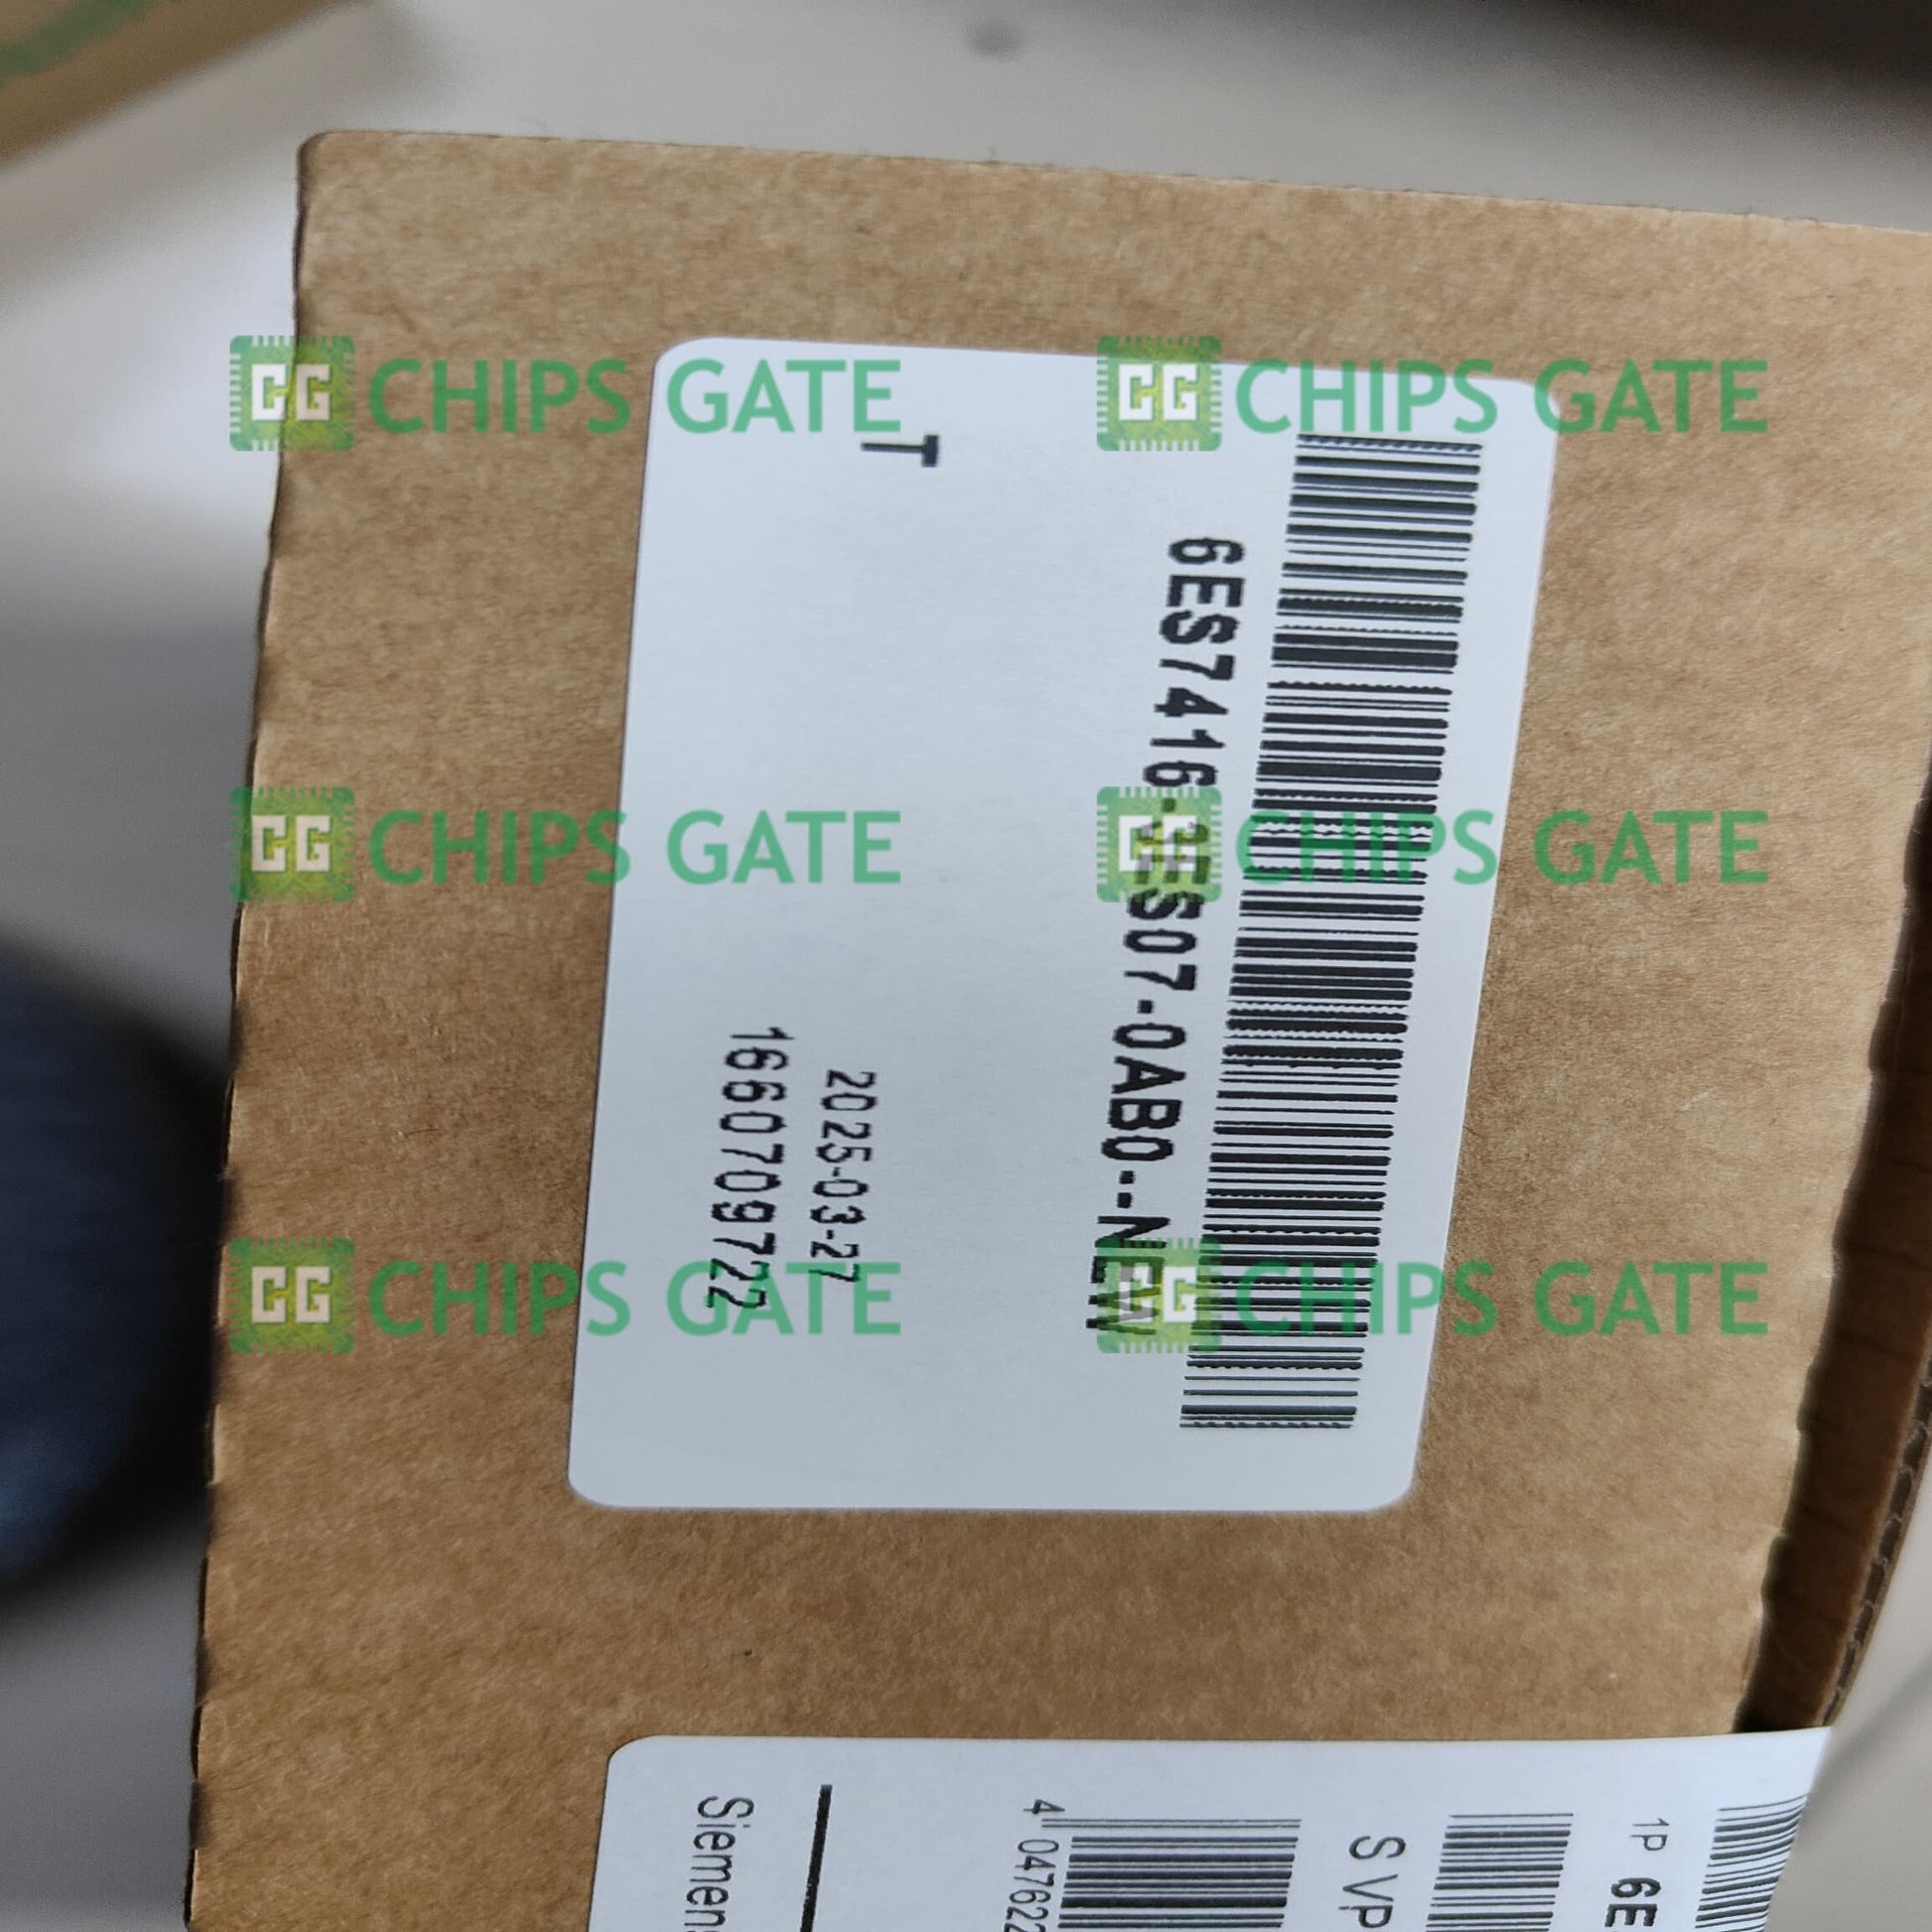 6ES7416-3ES07-0AB0--NEW
T
2025-03-27
1660709722
1P 6E
S VP
4 047622
Siemen
CG CHIPS GATE
CG CHIPS GATE
CG CHIPS GATE
CG CHIPS GATE
CG CHIPS GATE
CG CHIPS GATE